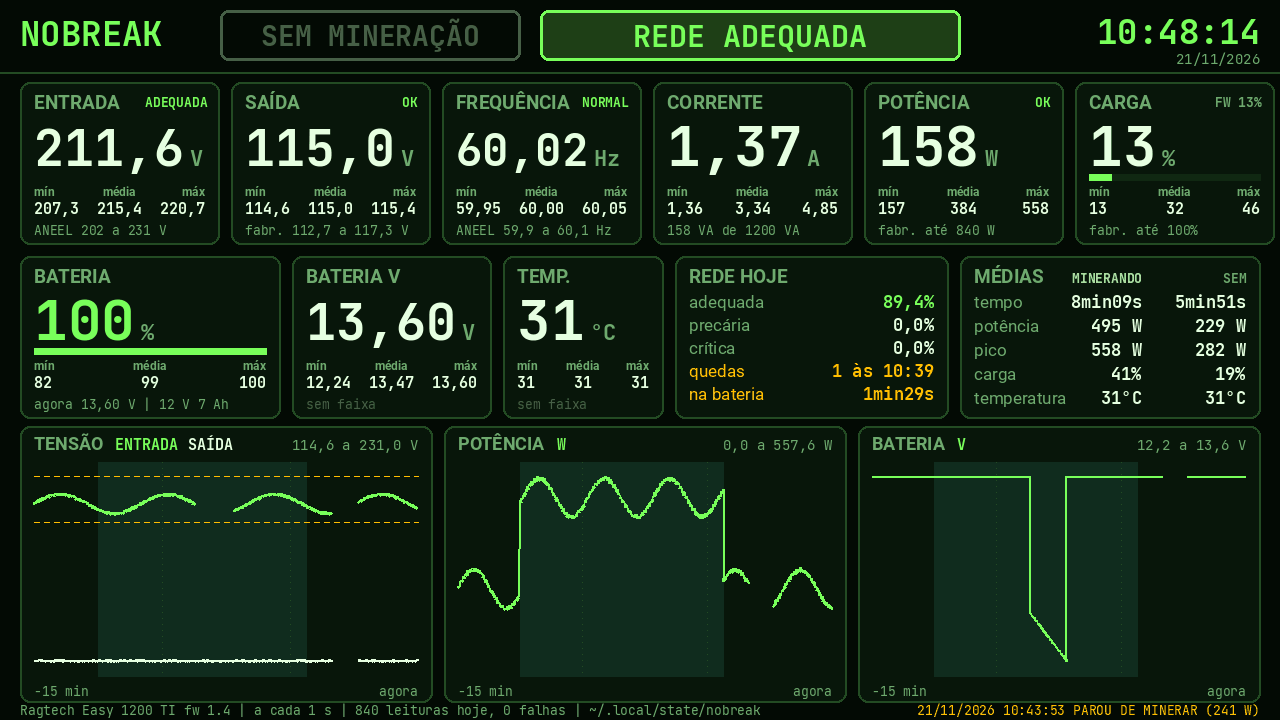 NOBREAK SEM MINERAÇÃO REDE ADEQUADA 10:48:14
21/11/2026
ENTRADA ADEQUADA
211,6 V
mín média máx
207,3 215,4 220,7
ANEEL 202 a 231 V
SAÍDA OK
115,0 V
mín média máx
114,6 115,0 115,4
fabr. 112,7 a 117,3 V
FREQUÊNCIA NORMAL
60,02 Hz
mín média máx
59,95 60,00 60,05
ANEEL 59,9 a 60,1 Hz
CORRENTE
1,37 A
mín média máx
1,36 3,34 4,85
158 VA de 1200 VA
POTÊNCIA OK
158 W
mín média máx
157 384 558
fabr. até 840 W
CARGA FW 13%
13 %
mín média máx
13 32 46
fabr. até 100%
BATERIA
100 %
mín média máx
82 99 100
agora 13,60 V | 12 V 7 Ah
BATERIA V
13,60 V
mín média máx
12,24 13,47 13,60
sem faixa
TEMP.
31 °C
mín média máx
31 31 31
sem faixa
REDE HOJE
adequada 89,4%
precária 0,0%
crítica 0,0%
quedas 1 às 10:39
na bateria 1min29s
MÉDIAS MINERANDO SEM
tempo 8min09s 5min51s
potência 495 W 229 W
pico 558 W 282 W
carga 41% 19%
temperatura 31°C 31°C
TENSÃO ENTRADA SAÍDA 114,6 a 231,0 V
-15 min agora
POTÊNCIA W 0,0 a 557,6 W
-15 min agora
BATERIA V 12,2 a 13,6 V
-15 min agora
Ragtech Easy 1200 TI fw 1.4 | a cada 1 s | 840 leituras hoje, 0 falhas | ~/.local/state/nobreak 21/11/2026 10:43:53 PAROU DE MINERAR (241 W)